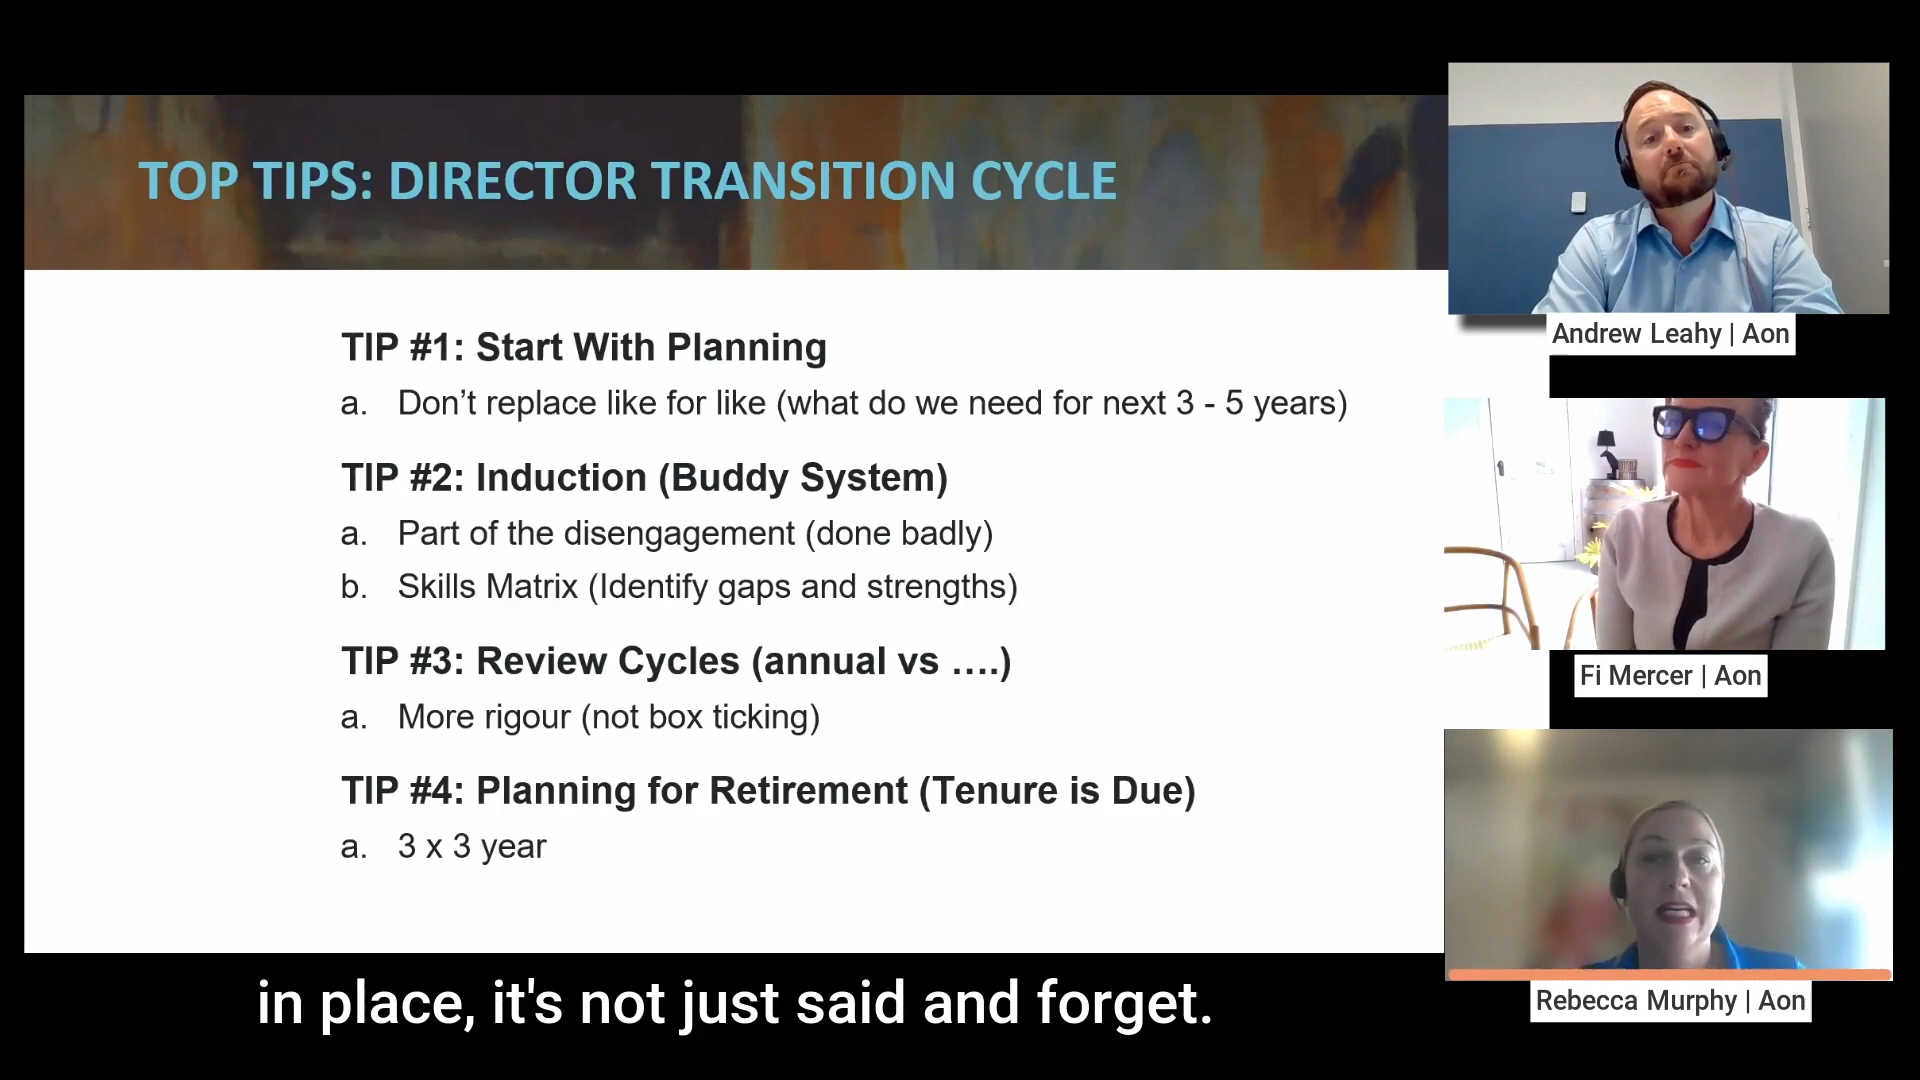 TOP TIPS: DIRECTOR TRANSITION CYCLE
TIP #1: Start With Planning
a. Don’t replace like for like (what do we need for next 3 - 5 years)
TIP #2: Induction (Buddy System)
a. Part of the disengagement (done badly)
b. Skills Matrix (Identify gaps and strengths)
TIP #3: Review Cycles (annual vs ….)
a. More rigour (not box ticking)
TIP #4: Planning for Retirement (Tenure is Due)
a. 3 x 3 year
Andrew Leahy | Aon
Fi Mercer | Aon
Rebecca Murphy | Aon
in place, it's not just said and forget.